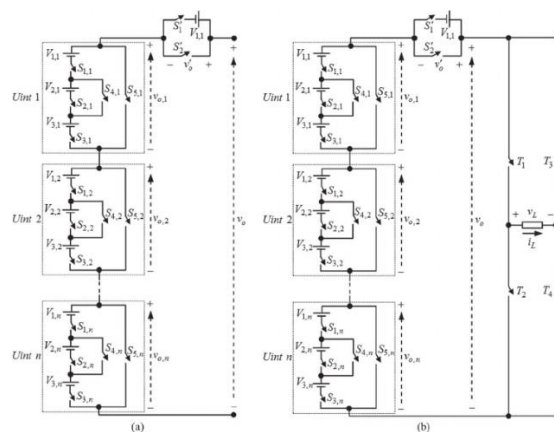 S'1
V1,1
S'2
− v'o +
V1,1
S1,1
V2,1
S2,1
V3,1
S3,1
S4,1
S5,1
Uint 1
+
vo,1
−
V1,2
S1,2
V2,2
S2,2
V3,2
S3,2
S4,2
S5,2
Uint 2
+
vo,2
−
V1,n
S1,n
V2,n
S2,n
V3,n
S3,n
S4,n
S5,n
Uint n
+
vo,n
−
+
vo
−
(a)
S'1
V1,1
S'2
− v'o +
V1,1
S1,1
V2,1
S2,1
V3,1
S3,1
S4,1
S5,1
Uint 1
+
vo,1
−
V1,2
S1,2
V2,2
S2,2
V3,2
S3,2
S4,2
S5,2
Uint 2
+
vo,2
−
V1,n
S1,n
V2,n
S2,n
V3,n
S3,n
S4,n
S5,n
Uint n
+
vo,n
−
+
vo
−
T1
T3
+ vL −
iL
T2
T4
(b)